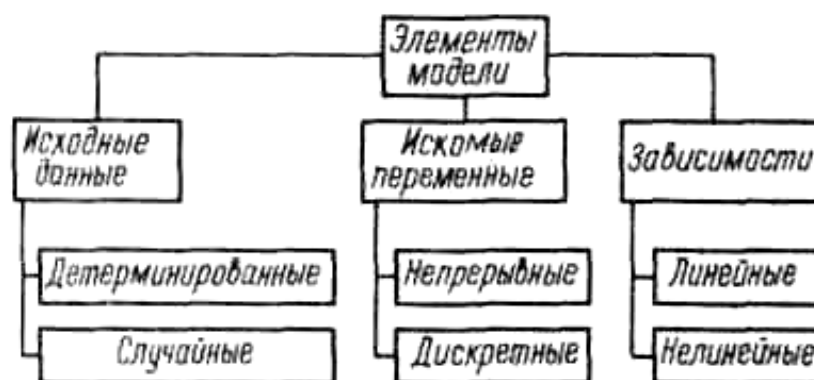 Элементы
модели
Исходные
данные
Искомые
переменные
Зависимости
Детерминированные
Непрерывные
Линейные
Случайные
Дискретные
Нелинейные